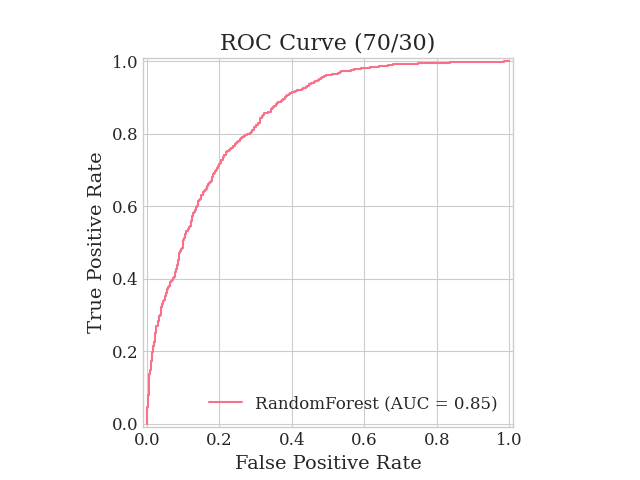 ROC Curve (70/30)
1.0
0.8
0.6
0.4
0.2
0.0
True Positive Rate
RandomForest (AUC = 0.85)
0.0 0.2 0.4 0.6 0.8 1.0
False Positive Rate